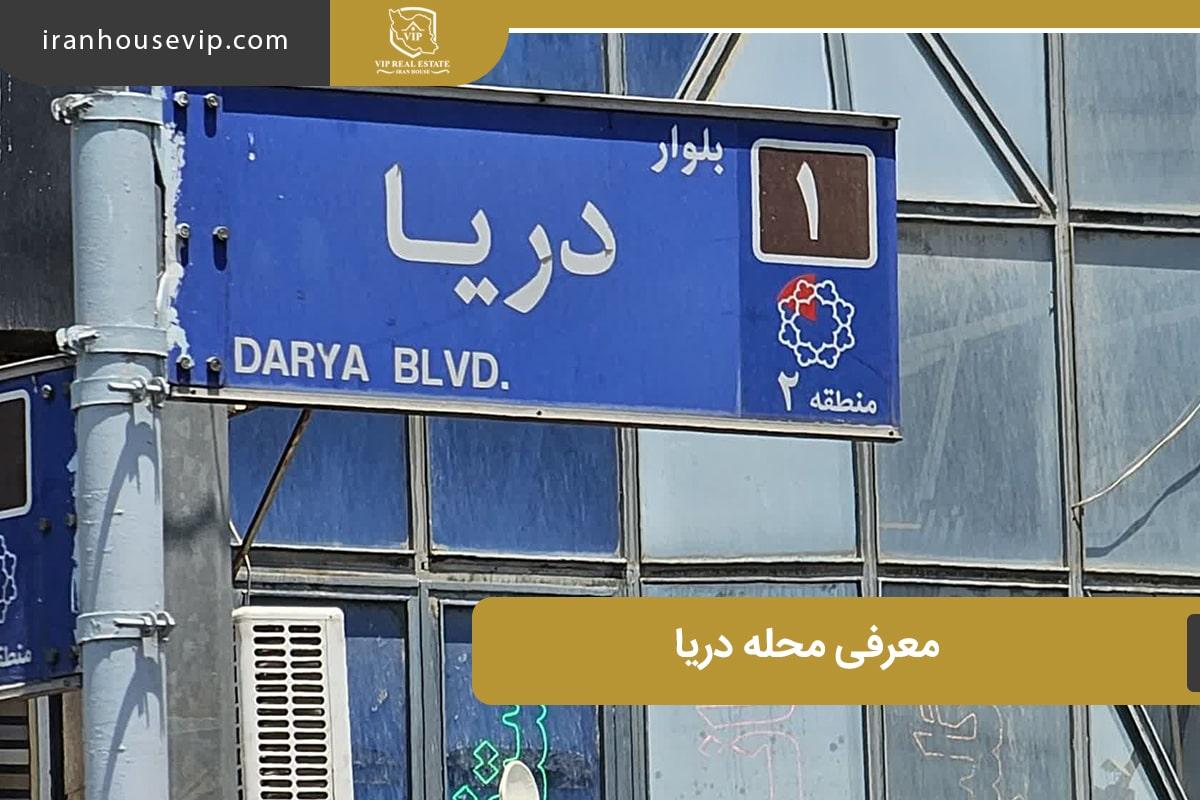 iranhousevip.com
VIP
VIP REAL ESTATE
IRAN HOUSE
بلوار
۱
دریا
DARYA BLVD.
منطقه ۲
معرفی محله دریا